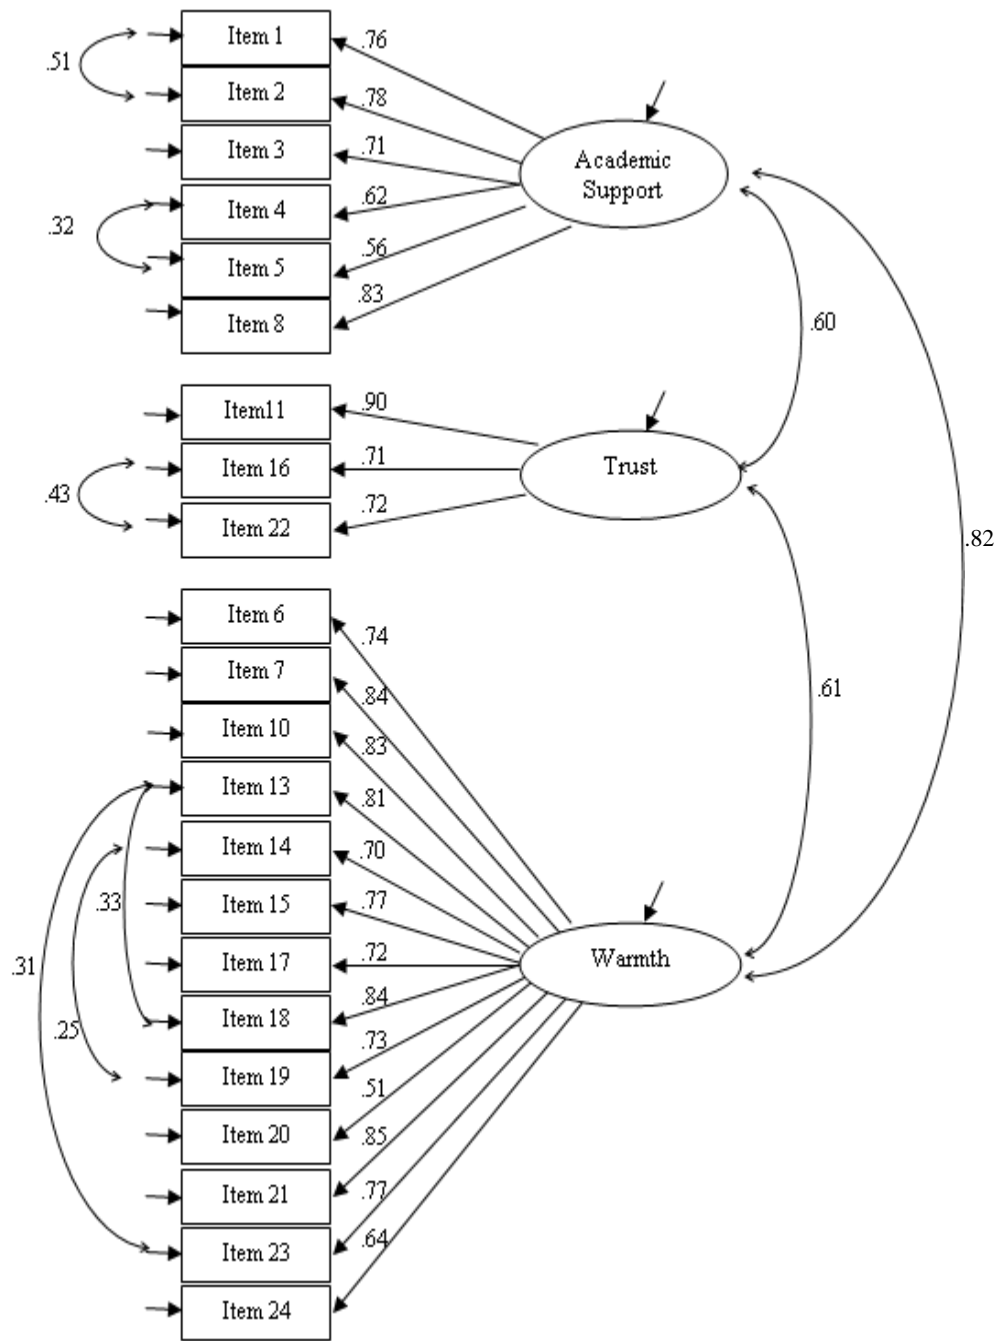 Item 1
.76
.51
Item 2
.78
Item 3
.71
Academic
Support
Item 4
.62
.32
Item 5
.56
Item 8
.83
.60
Item11
.90
Item 16
.71
Trust
.43
Item 22
.72
.82
Item 6
.74
Item 7
.84
.61
Item 10
.83
Item 13
.81
Item 14
.70
.33
Item 15
.77
.31
Item 17
.72
Warmth
Item 18
.84
.25
Item 19
.73
Item 20
.51
.85
Item 21
.77
Item 23
.64
Item 24